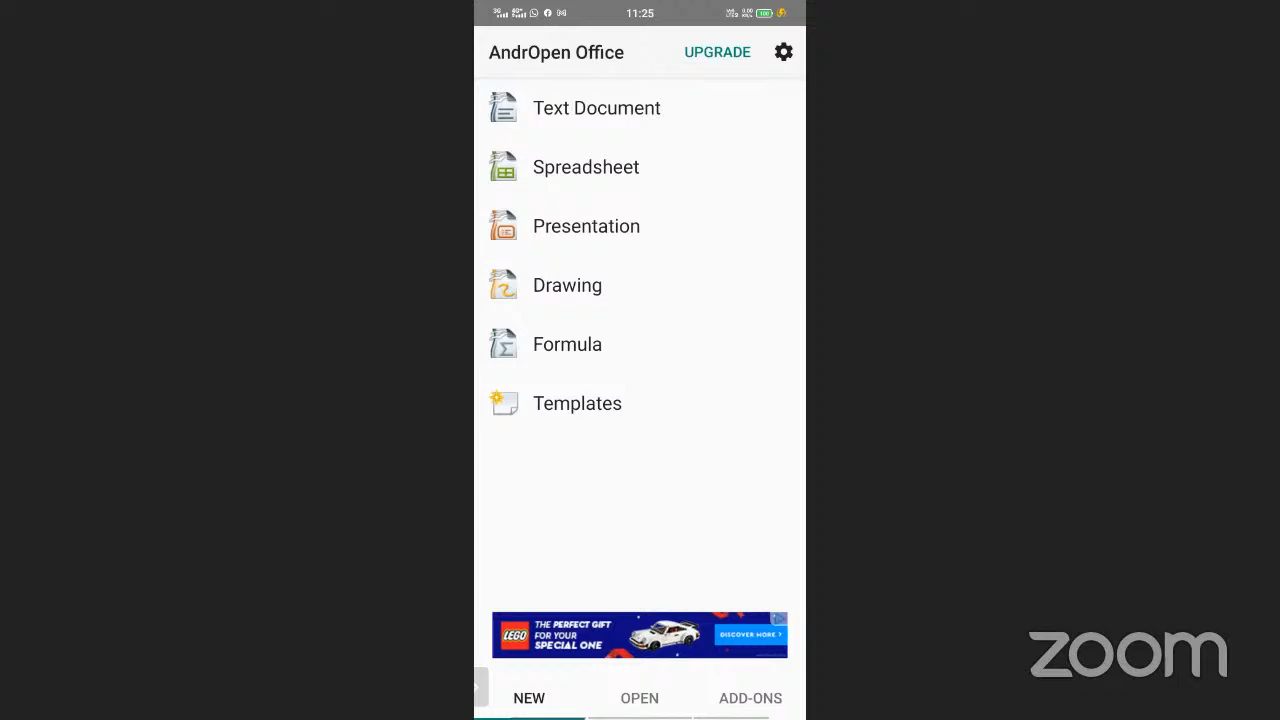 11:25
AndrOpen Office UPGRADE
Text Document
Spreadsheet
Presentation
Drawing
Formula
Templates
LEGO
THE PERFECT GIFT
FOR YOUR
SPECIAL ONE
DISCOVER MORE >
zoom
NEW OPEN ADD-ONS